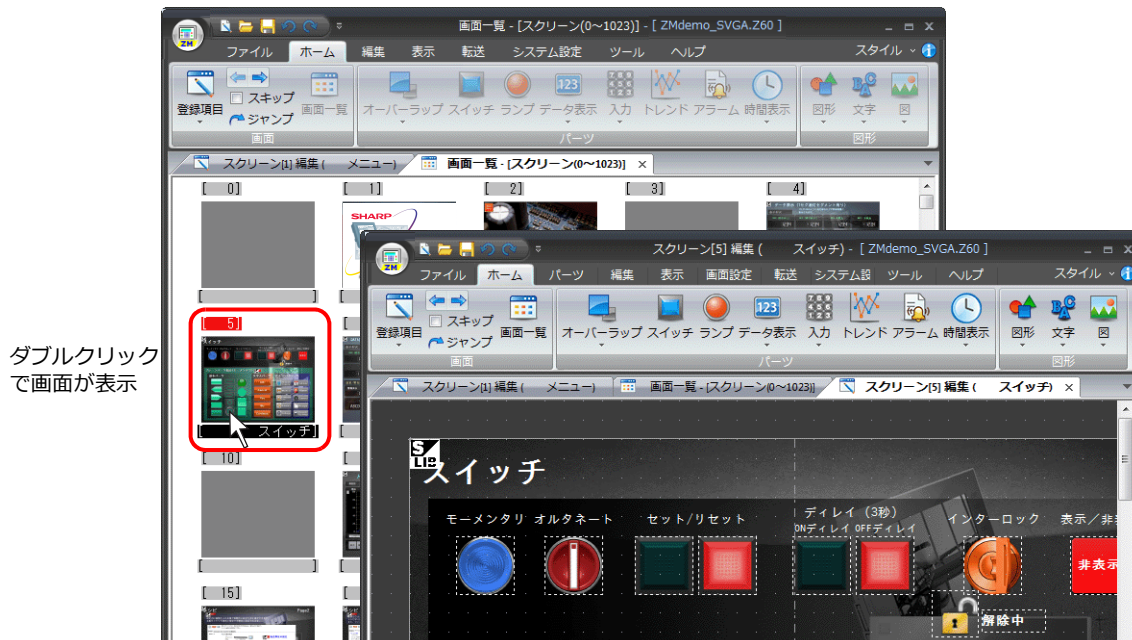 画面一覧 - [スクリーン(0～1023)] - [ ZMdemo_SVGA.Z60 ]
ZM
ファイル ホーム 編集 表示 転送 システム設定 ツール ヘルプ スタイル
登録項目 スキップ ジャンプ 画面一覧 オーバーラップ スイッチ ランプ データ表示 入力 トレンド アラーム 時間表示 図形 文字 図
画面 パーツ 図形
スクリーン[1] 編集 ( メニュー) 画面一覧 - [スクリーン(0～1023)] ×
[ 0] [ 1] [ 2] [ 3] [ 4]
SHARP
[ ] [
[ 5] [
ダブルクリック
で画面が表示
[ スイッチ] [
[ 10] [
[ ] [
[ 15] [
スクリーン[5] 編集 ( スイッチ) - [ ZMdemo_SVGA.Z60 ]
ZM
ファイル ホーム パーツ 編集 表示 画面設定 転送 システム設 ツール ヘルプ スタイル
登録項目 スキップ ジャンプ 画面一覧 オーバーラップ スイッチ ランプ データ表示 入力 トレンド アラーム 時間表示 図形 文字 図
画面 パーツ 図形
スクリーン[1] 編集 ( メニュー) 画面一覧 - [スクリーン(0～1023)] スクリーン[5] 編集 ( スイッチ) ×
S
LIB
スイッチ
モーメンタリ オルタネート セット/リセット ディレイ (3秒) インターロック 表示／非
ONディレイ OFFディレイ
非表示
解除中